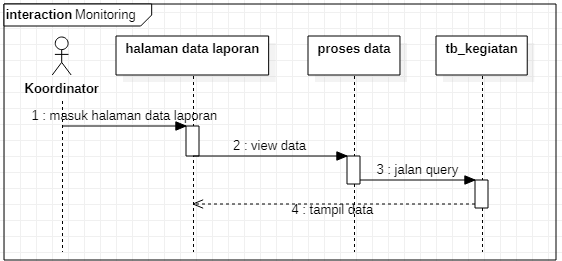 interaction Monitoring
halaman data laporan
proses data
tb_kegiatan
Koordinator
1 : masuk halaman data laporan
2 : view data
3 : jalan query
4 : tampil data